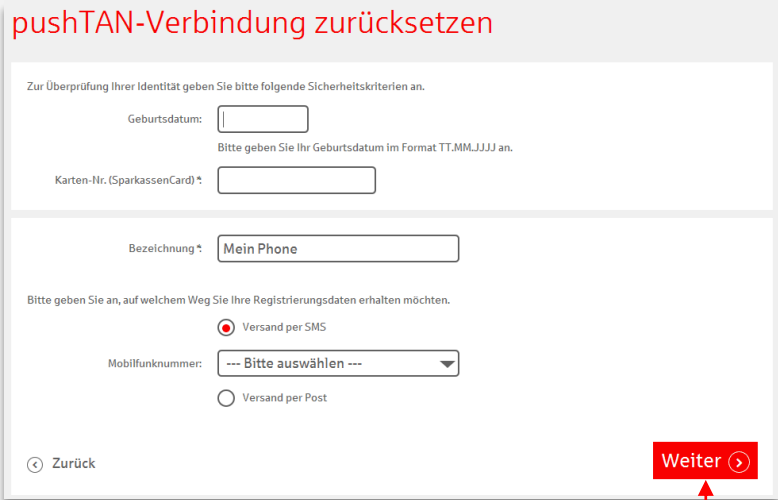 pushTAN-Verbindung zurücksetzen
Zur Überprüfung Ihrer Identität geben Sie bitte folgende Sicherheitskriterien an.
Geburtsdatum:
Bitte geben Sie Ihr Geburtsdatum im Format TT.MM.JJJJ an.
Karten-Nr. (SparkassenCard) *:
Bezeichnung *: Mein Phone
Bitte geben Sie an, auf welchem Weg Sie Ihre Registrierungsdaten erhalten möchten.
Versand per SMS
Mobilfunknummer: --- Bitte auswählen ---
Versand per Post
Zurück Weiter